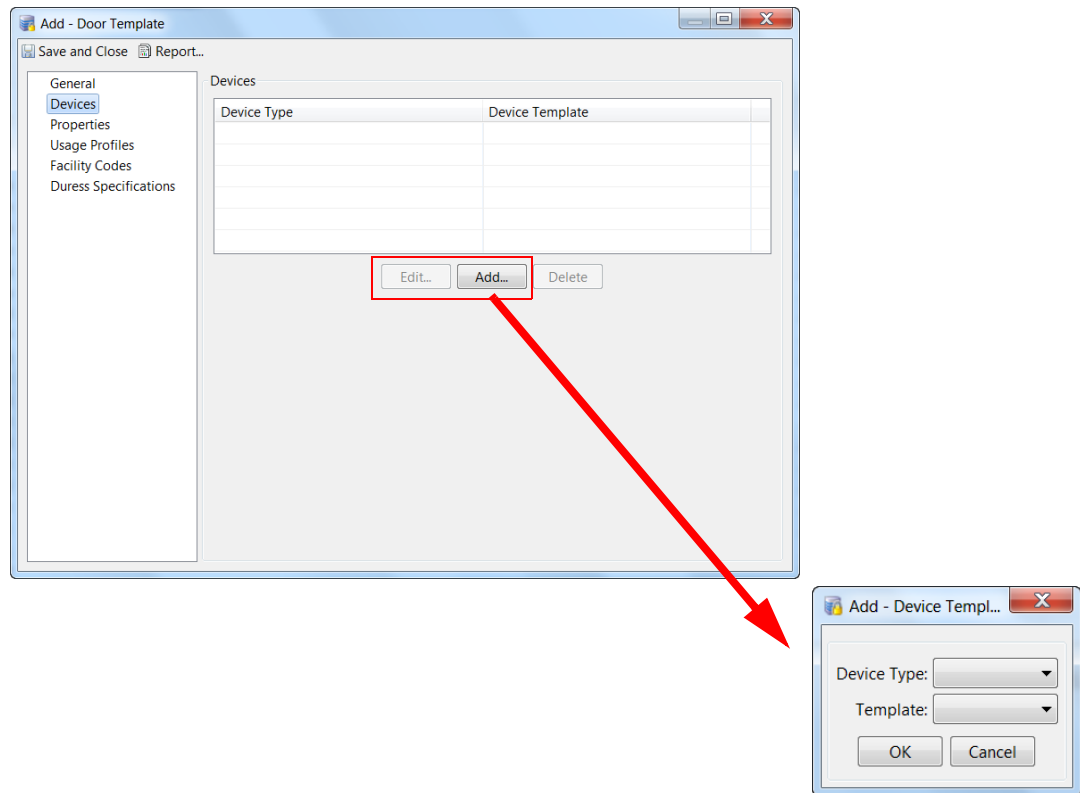 Add - Door Template
Save and Close Report...
General
Devices
Properties
Usage Profiles
Facility Codes
Duress Specifications
Devices
Device Type Device Template
Edit... Add... Delete
Add - Device Templ...
Device Type:
Template:
OK Cancel